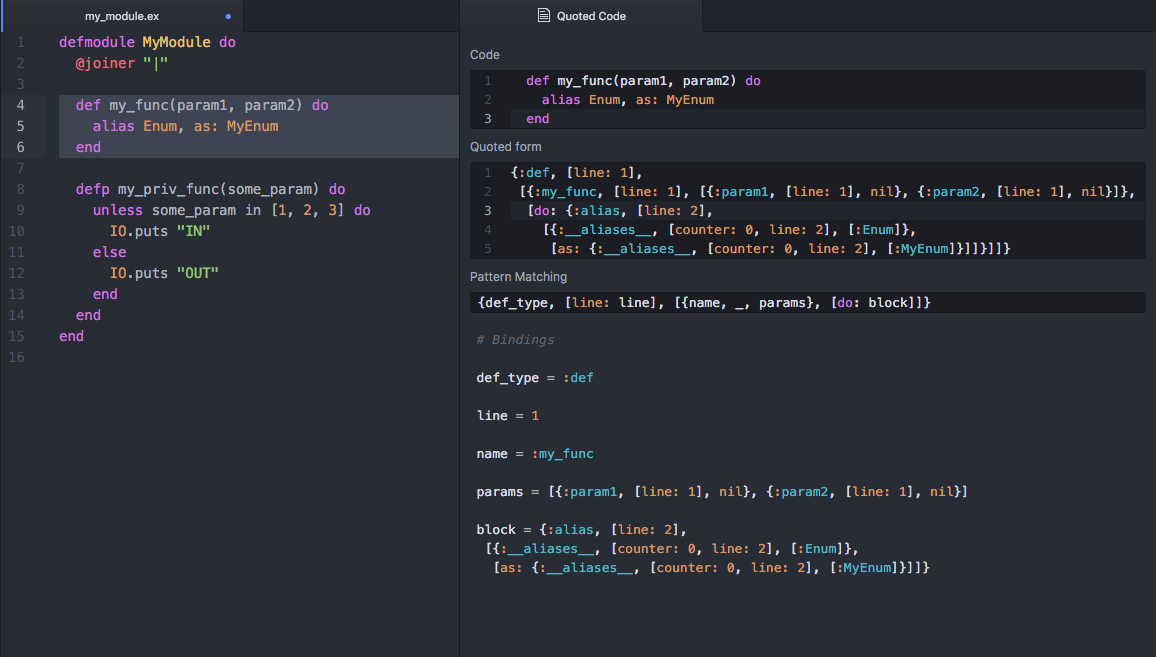 my_module.ex
1 defmodule MyModule do
2 @joiner "|"
3
4 def my_func(param1, param2) do
5 alias Enum, as: MyEnum
6 end
7
8 defp my_priv_func(some_param) do
9 unless some_param in [1, 2, 3] do
10 IO.puts "IN"
11 else
12 IO.puts "OUT"
13 end
14 end
15 end
16
Quoted Code
Code
1 def my_func(param1, param2) do
2 alias Enum, as: MyEnum
3 end
Quoted form
1 {:def, [line: 1],
2 [{:my_func, [line: 1], [{:param1, [line: 1], nil}, {:param2, [line: 1], nil}]},
3 [do: {:alias, [line: 2],
4 [{:__aliases__, [counter: 0, line: 2], [:Enum]},
5 [as: {:__aliases__, [counter: 0, line: 2], [:MyEnum]}]]}]]}
Pattern Matching
{def_type, [line: line], [{name, _, params}, [do: block]]}
# Bindings
def_type = :def
line = 1
name = :my_func
params = [{:param1, [line: 1], nil}, {:param2, [line: 1], nil}]
block = {:alias, [line: 2],
[{:__aliases__, [counter: 0, line: 2], [:Enum]},
[as: {:__aliases__, [counter: 0, line: 2], [:MyEnum]}]]}